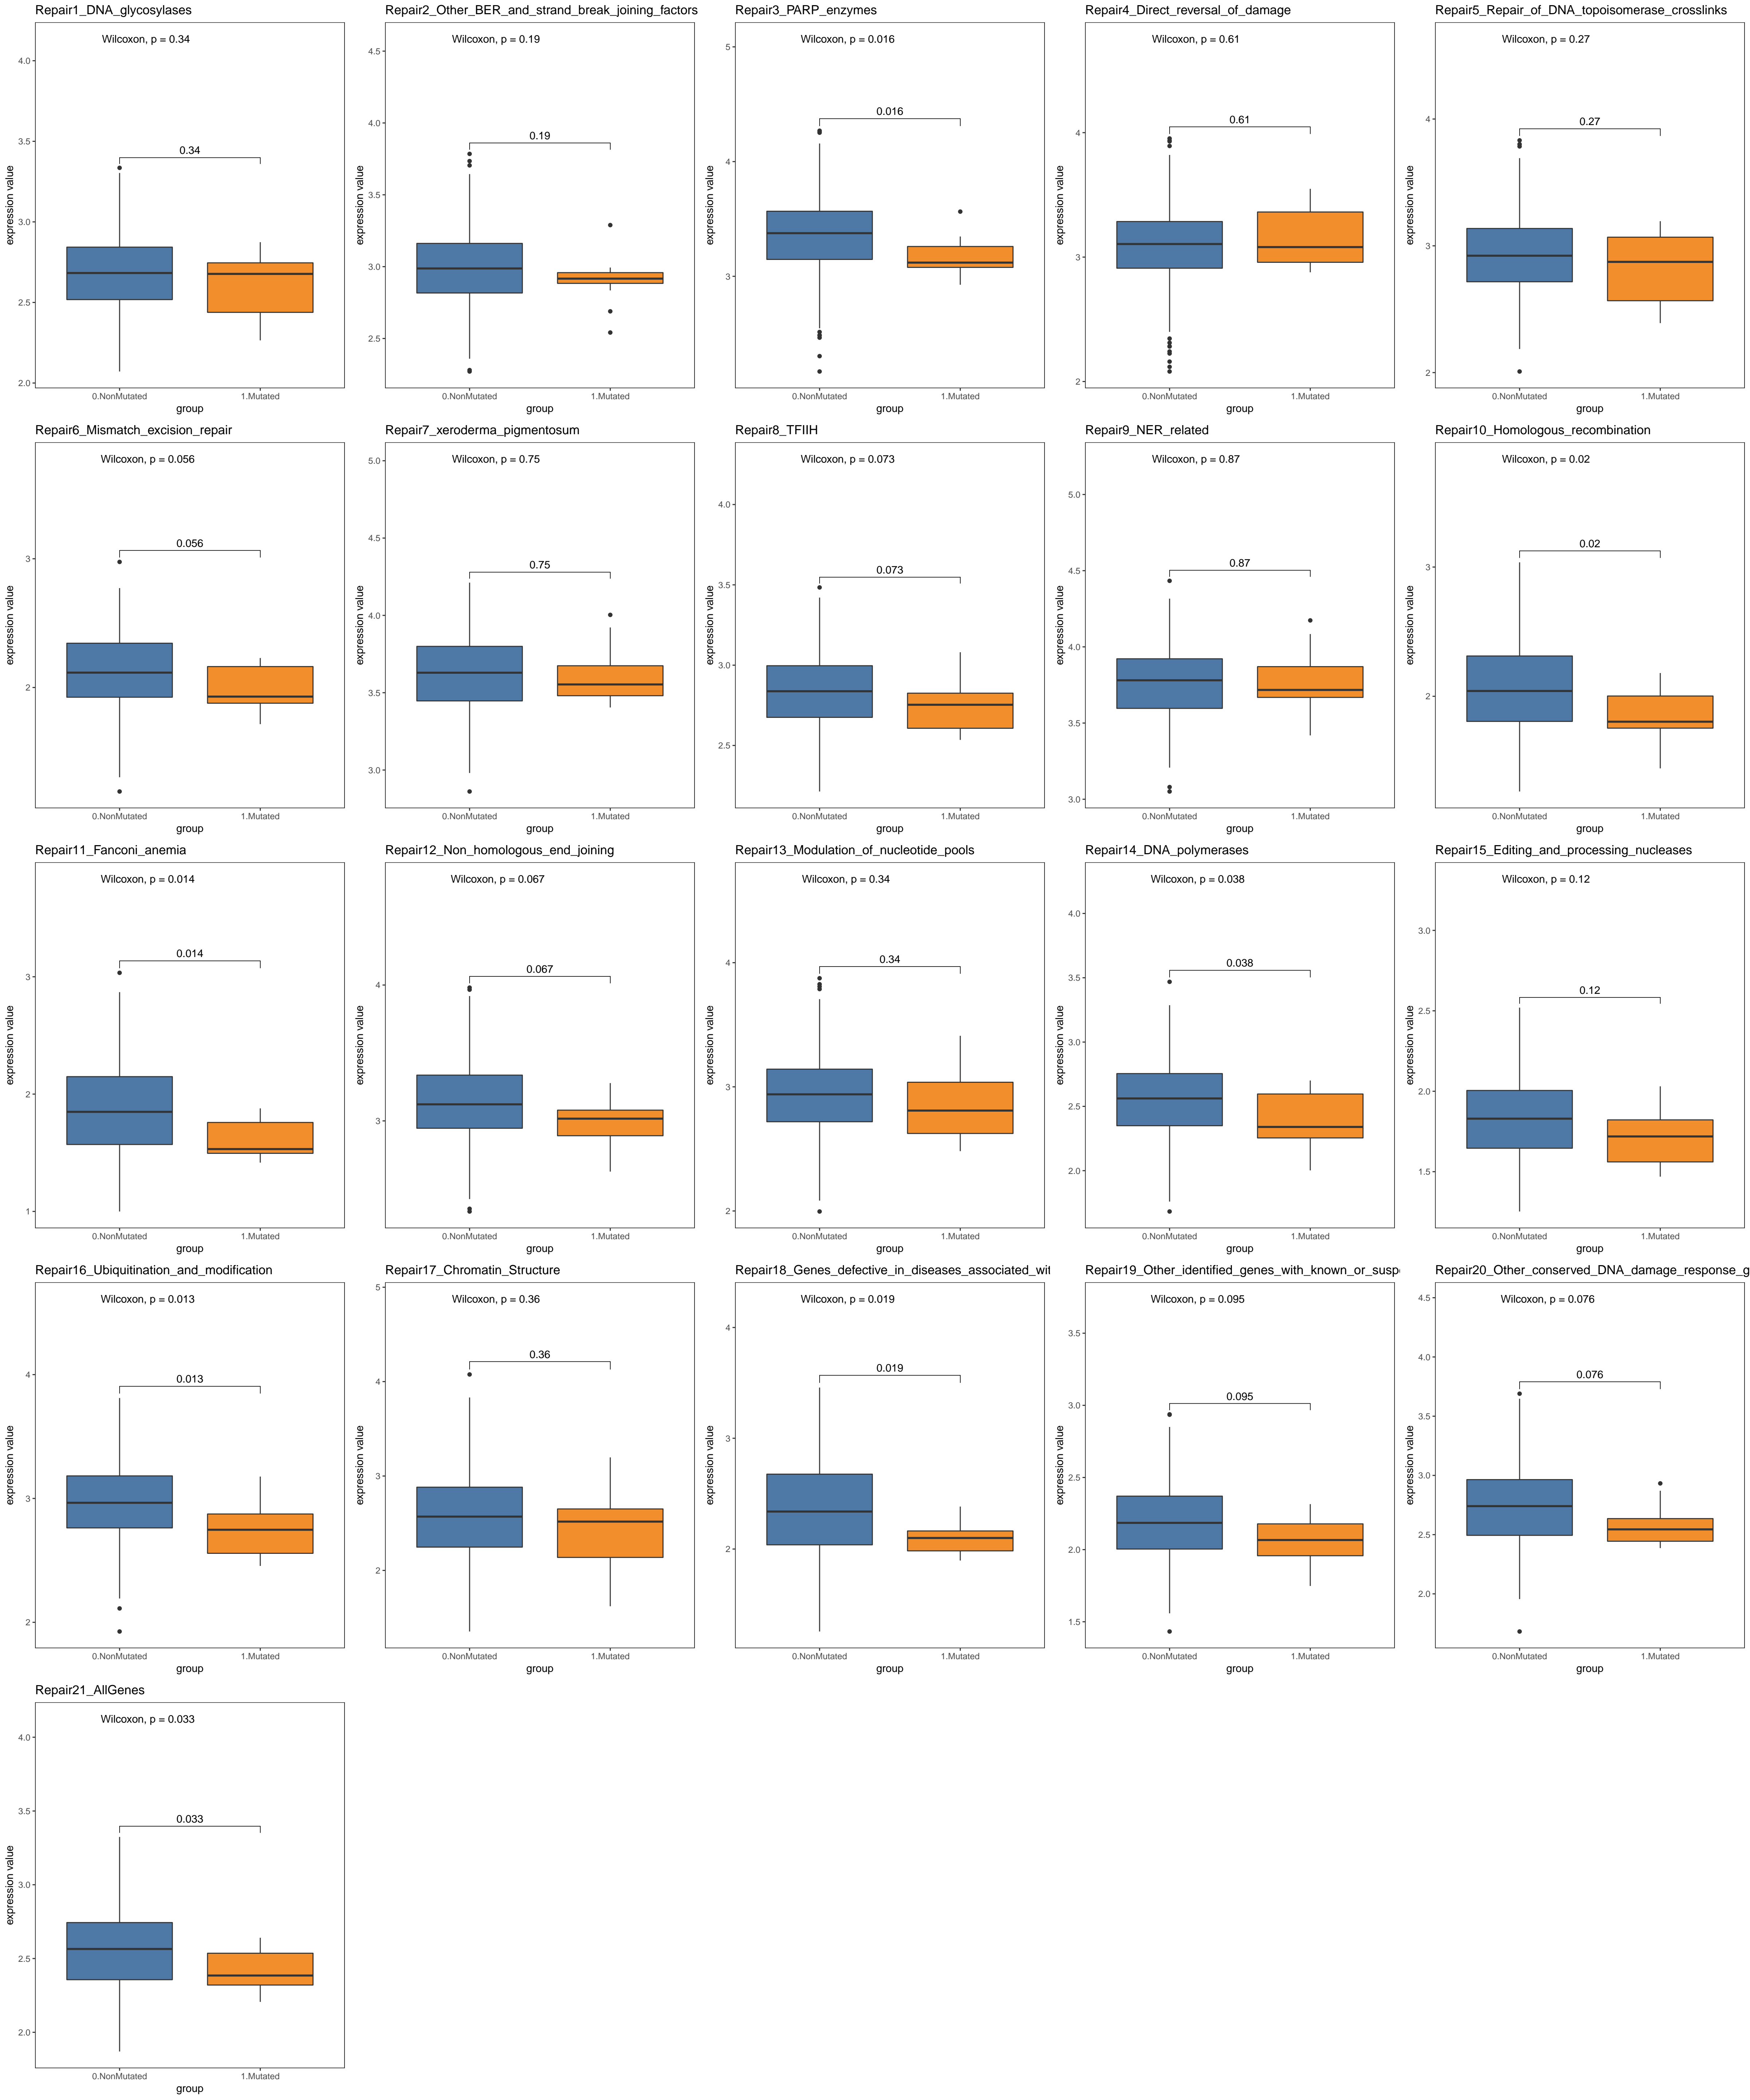 Repair1_DNA_glycosylases
Wilcoxon, p = 0.34
0.34
4.0
3.5
3.0
2.5
2.0
expression value
0.NonMutated 1.Mutated
group
Repair2_Other_BER_and_strand_break_joining_factors
Wilcoxon, p = 0.19
0.19
4.5
4.0
3.5
3.0
2.5
expression value
0.NonMutated 1.Mutated
group
Repair3_PARP_enzymes
Wilcoxon, p = 0.016
0.016
5
4
3
expression value
0.NonMutated 1.Mutated
group
Repair4_Direct_reversal_of_damage
Wilcoxon, p = 0.61
0.61
4
3
2
expression value
0.NonMutated 1.Mutated
group
Repair5_Repair_of_DNA_topoisomerase_crosslinks
Wilcoxon, p = 0.27
0.27
4
3
2
expression value
0.NonMutated 1.Mutated
group
Repair6_Mismatch_excision_repair
Wilcoxon, p = 0.056
0.056
3
2
expression value
0.NonMutated 1.Mutated
group
Repair7_xeroderma_pigmentosum
Wilcoxon, p = 0.75
0.75
5.0
4.5
4.0
3.5
3.0
expression value
0.NonMutated 1.Mutated
group
Repair8_TFIIH
Wilcoxon, p = 0.073
0.073
4.0
3.5
3.0
2.5
expression value
0.NonMutated 1.Mutated
group
Repair9_NER_related
Wilcoxon, p = 0.87
0.87
5.0
4.5
4.0
3.5
3.0
expression value
0.NonMutated 1.Mutated
group
Repair10_Homologous_recombination
Wilcoxon, p = 0.02
0.02
3
2
expression value
0.NonMutated 1.Mutated
group
Repair11_Fanconi_anemia
Wilcoxon, p = 0.014
0.014
3
2
1
expression value
0.NonMutated 1.Mutated
group
Repair12_Non_homologous_end_joining
Wilcoxon, p = 0.067
0.067
4
3
expression value
0.NonMutated 1.Mutated
group
Repair13_Modulation_of_nucleotide_pools
Wilcoxon, p = 0.34
0.34
4
3
2
expression value
0.NonMutated 1.Mutated
group
Repair14_DNA_polymerases
Wilcoxon, p = 0.038
0.038
4.0
3.5
3.0
2.5
2.0
expression value
0.NonMutated 1.Mutated
group
Repair15_Editing_and_processing_nucleases
Wilcoxon, p = 0.12
0.12
3.0
2.5
2.0
1.5
expression value
0.NonMutated 1.Mutated
group
Repair16_Ubiquitination_and_modification
Wilcoxon, p = 0.013
0.013
4
3
2
expression value
0.NonMutated 1.Mutated
group
Repair17_Chromatin_Structure
Wilcoxon, p = 0.36
0.36
5
4
3
2
expression value
0.NonMutated 1.Mutated
group
Repair18_Genes_defective_in_diseases_associated_wit
Wilcoxon, p = 0.019
0.019
4
3
2
expression value
0.NonMutated 1.Mutated
group
Repair19_Other_identified_genes_with_known_or_susp
Wilcoxon, p = 0.095
0.095
3.5
3.0
2.5
2.0
1.5
expression value
0.NonMutated 1.Mutated
group
Repair20_Other_conserved_DNA_damage_response_g
Wilcoxon, p = 0.076
0.076
4.5
4.0
3.5
3.0
2.5
2.0
expression value
0.NonMutated 1.Mutated
group
Repair21_AllGenes
Wilcoxon, p = 0.033
0.033
4.0
3.5
3.0
2.5
2.0
expression value
0.NonMutated 1.Mutated
group